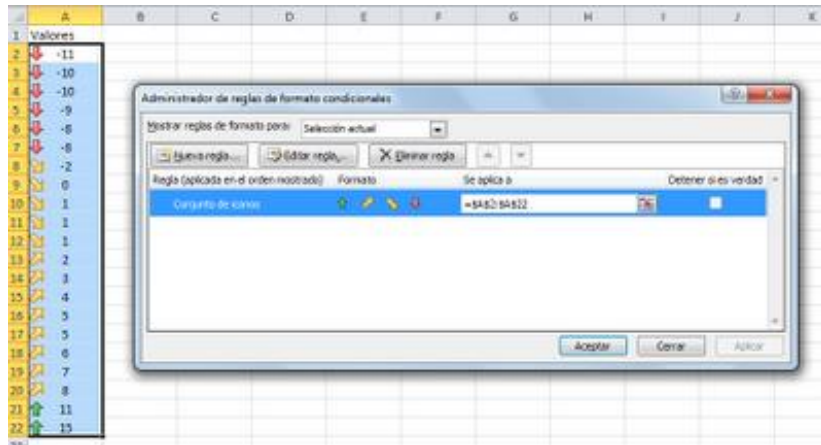 A B C D E F G H I J K
1 Valores
2 -11
3 -10
4 -10
5 -9
6 -8
7 -8
8 -2
9 0
10 1
11 1
12 1
13 2
14 3
15 4
16 5
17 5
18 6
19 7
20 8
21 11
22 15
Administrador de reglas de formato condicionales
Mostrar reglas de formato para: Selección actual
Nueva regla... Editar regla... Eliminar regla
Regla (aplicada en el orden mostrado) Formato Se aplica a Detener si es verdad
Conjunto de iconos =$A$2:$A$22
Aceptar Cerrar Aplicar